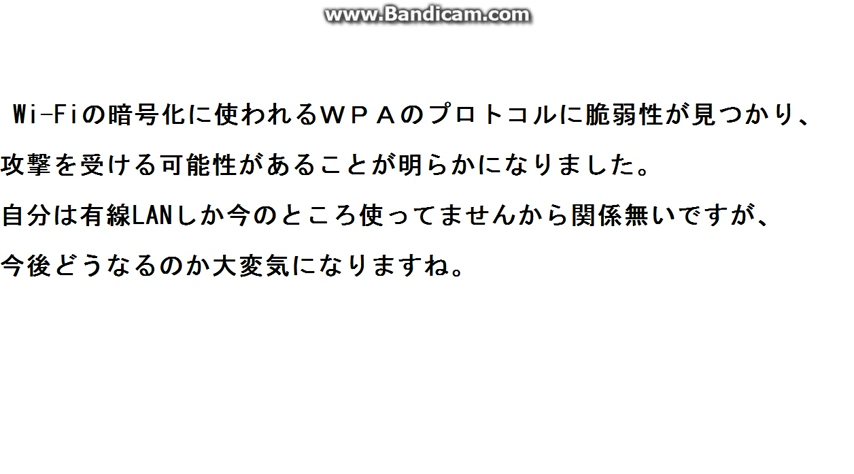 www.Bandicam.com
Wi-Fiの暗号化に使われるＷＰＡのプロトコルに脆弱性が見つかり、
攻撃を受ける可能性があることが明らかになりました。
自分は有線LANしか今のところ使ってませんから関係無いですが、
今後どうなるのか大変気になりますね。